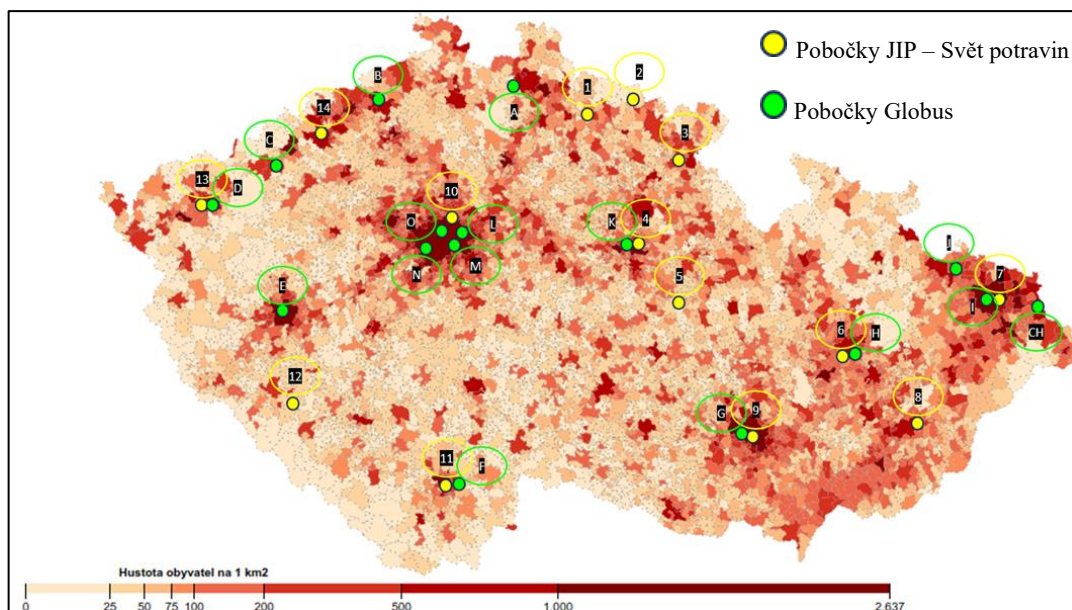 Pobočky JIP – Svět potravin
Pobočky Globus
B
14
C
13
D
A
1
2
3
10
O
L
N
M
K
4
5
E
12
11
F
J
7
I
CH
6
H
8
G
9
Hustota obyvatel na 1 km2
0 25 50 75 100 200 500 1.000 2.637